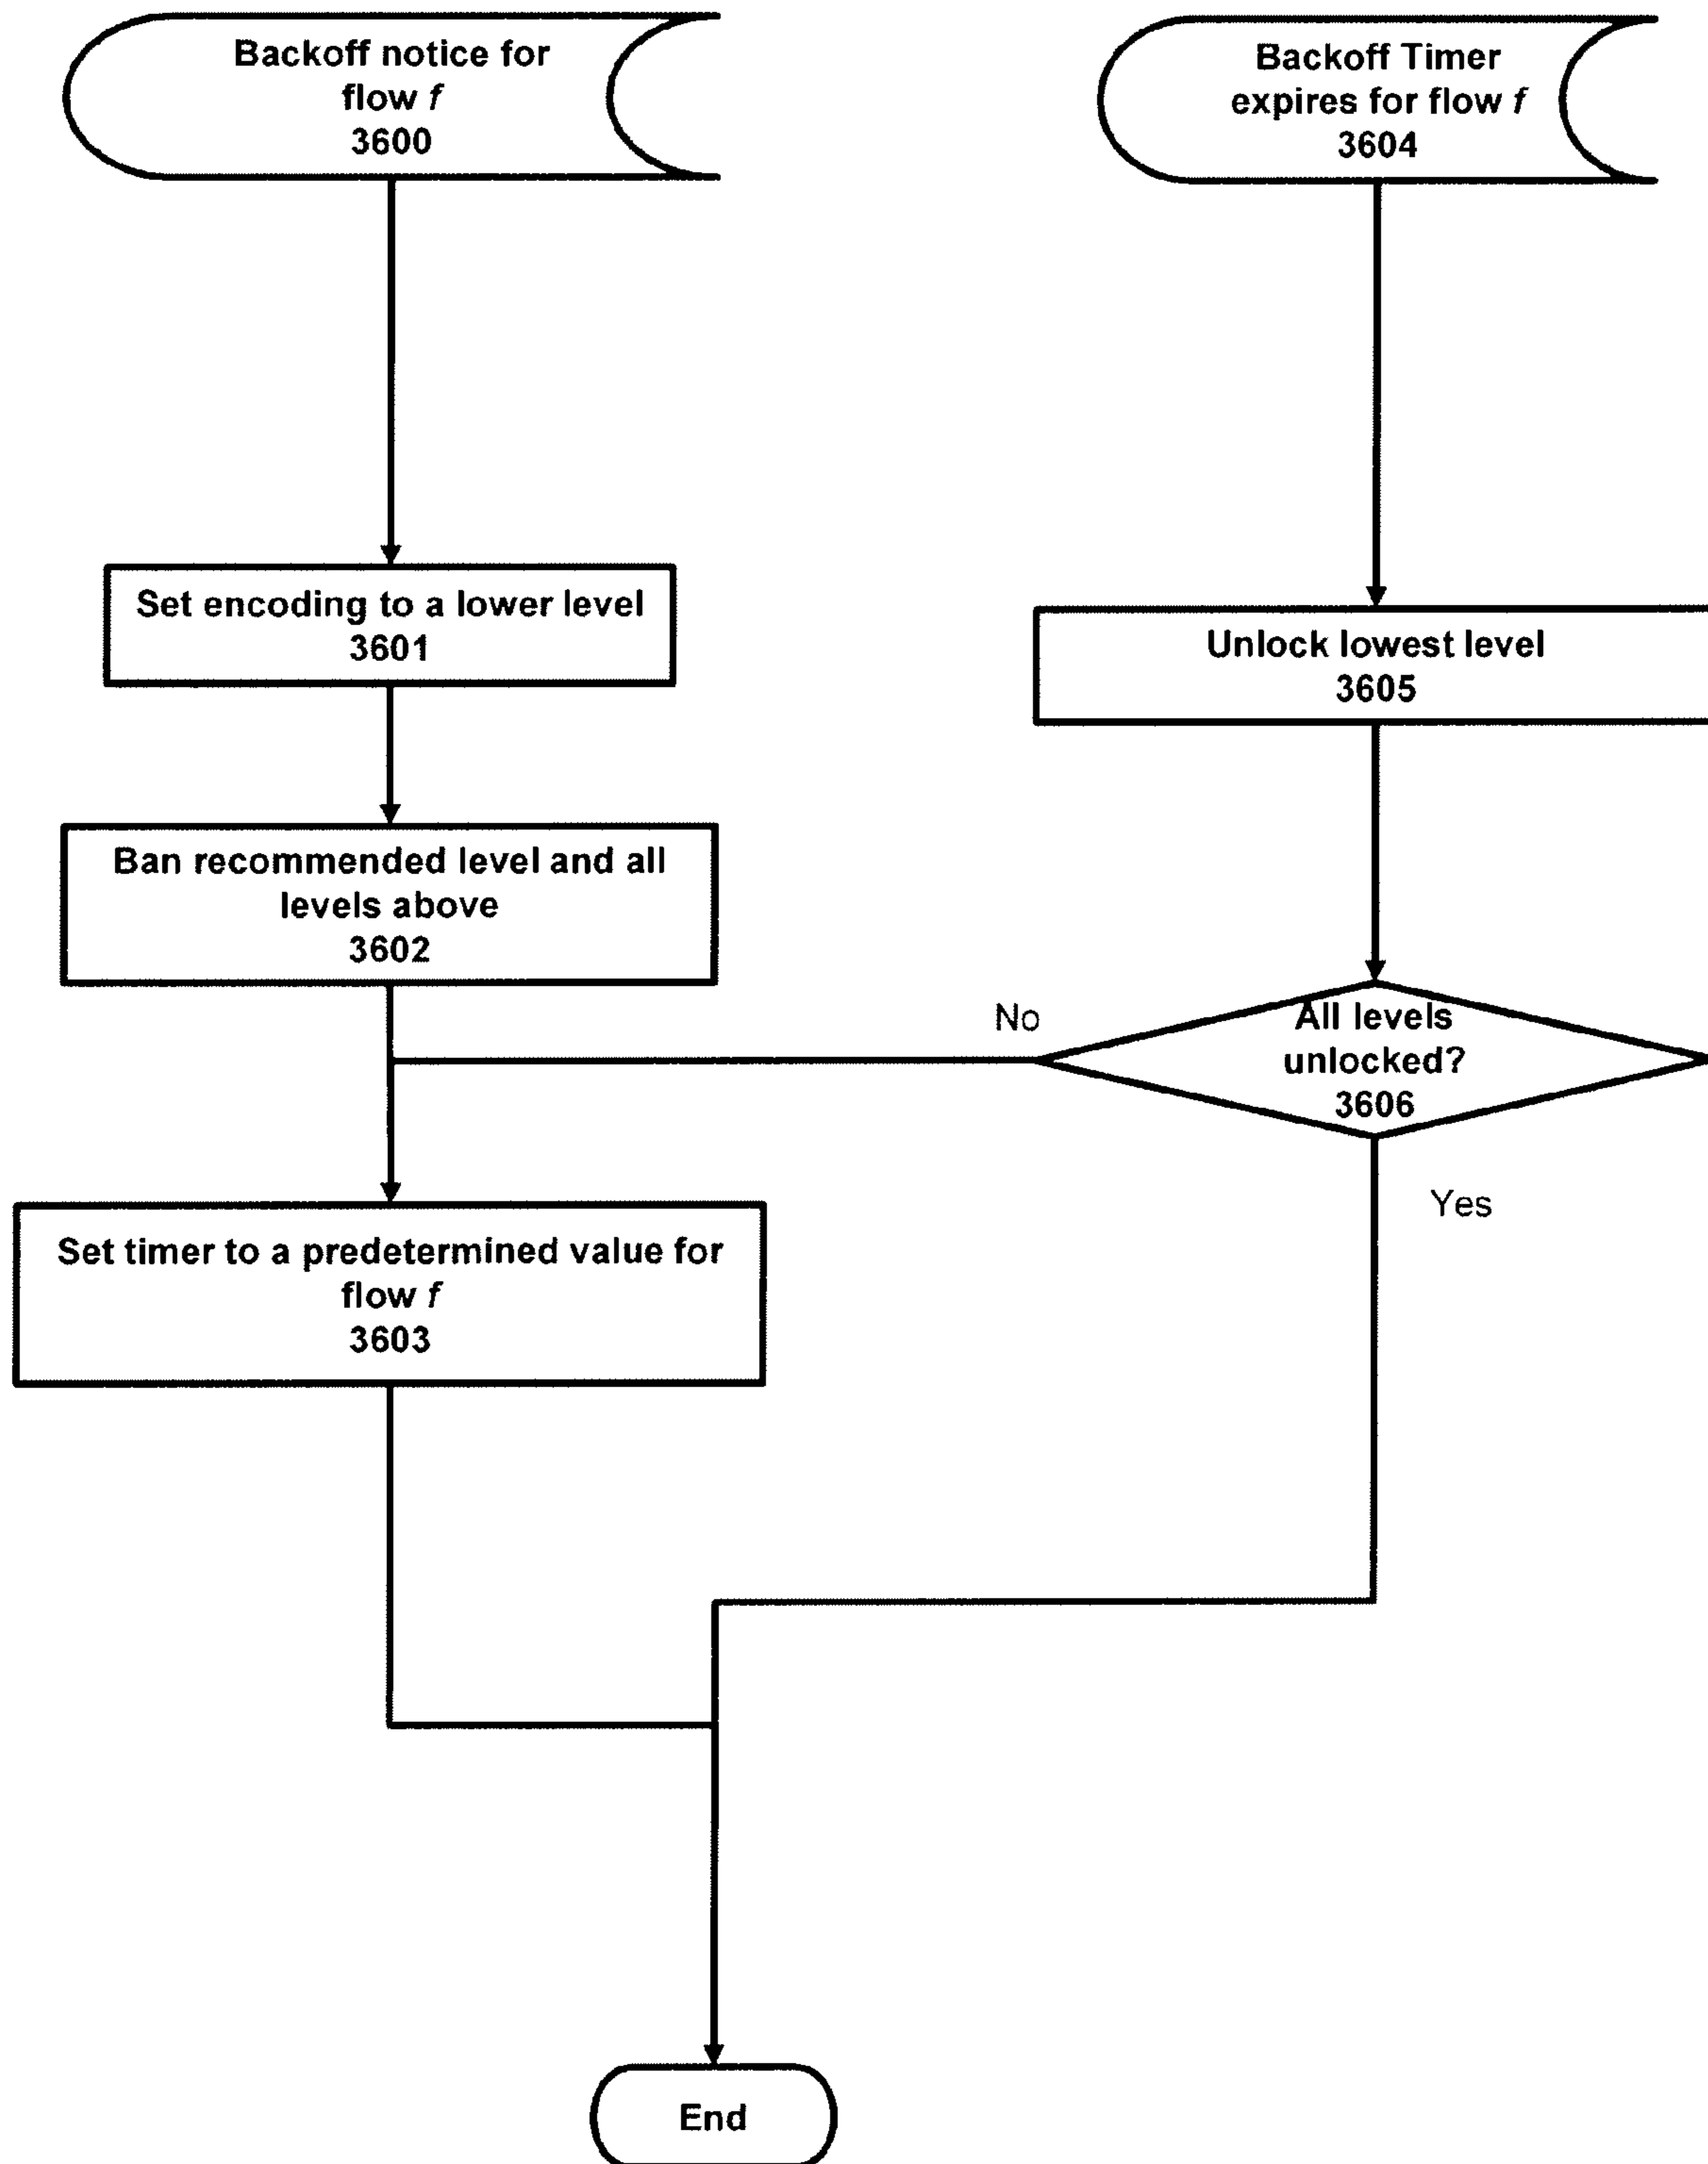 Backoff notice for
flow f
3600
Set encoding to a lower level
3601
Ban recommended level and all
levels above
3602
Set timer to a predetermined value for
flow f
3603
Backoff Timer
expires for flow f
3604
Unlock lowest level
3605
All levels
unlocked?
3606
No
Yes
End